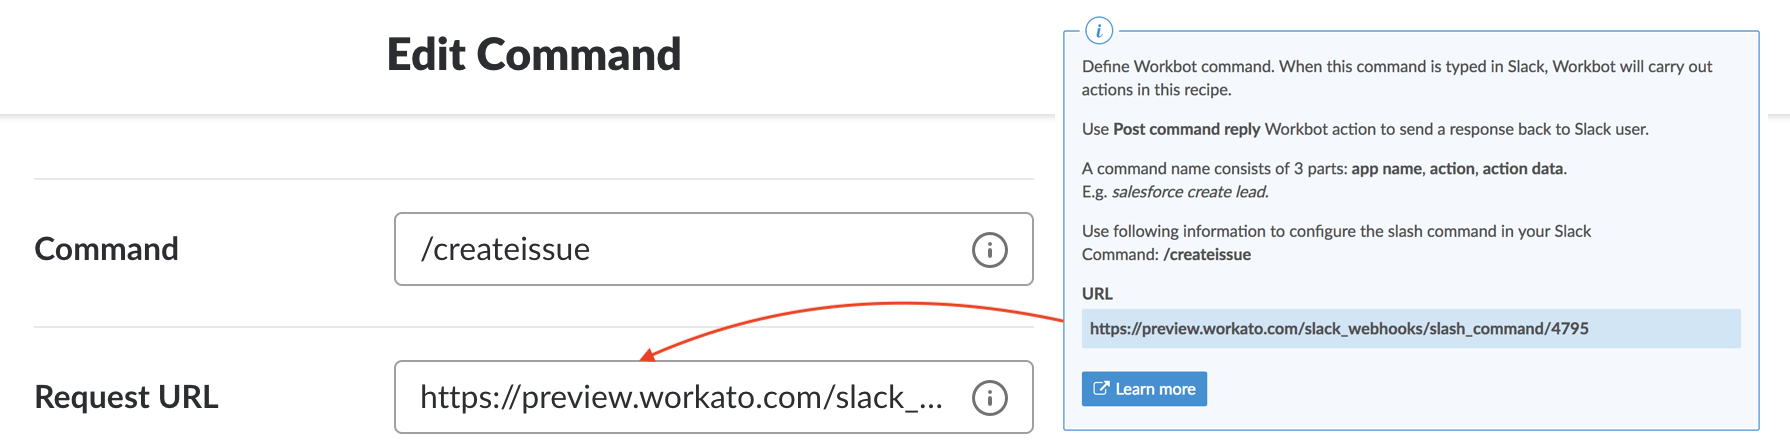 Edit Command
Command
/createissue
Request URL
https://preview.workato.com/slack_...
Define Workbot command. When this command is typed in Slack, Workbot will carry out
actions in this recipe.
Use Post command reply Workbot action to send a response back to Slack user.
A command name consists of 3 parts: app name, action, action data.
E.g. salesforce create lead.
Use following information to configure the slash command in your Slack
Command: /createissue
URL
https://preview.workato.com/slack_webhooks/slash_command/4795
Learn more